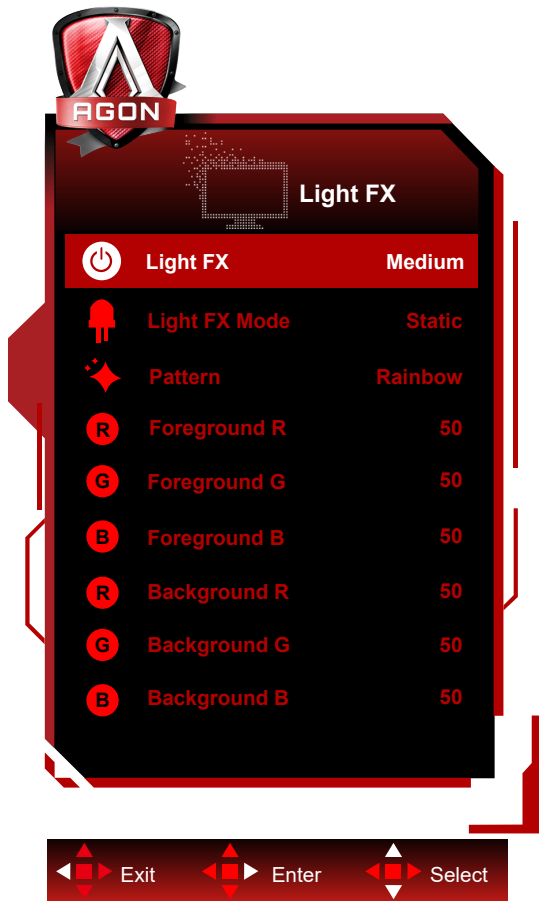 AGON
Light FX
Light FX Medium
Light FX Mode Static
Pattern Rainbow
R Foreground R 50
G Foreground G 50
B Foreground B 50
R Background R 50
G Background G 50
B Background B 50
Exit Enter Select